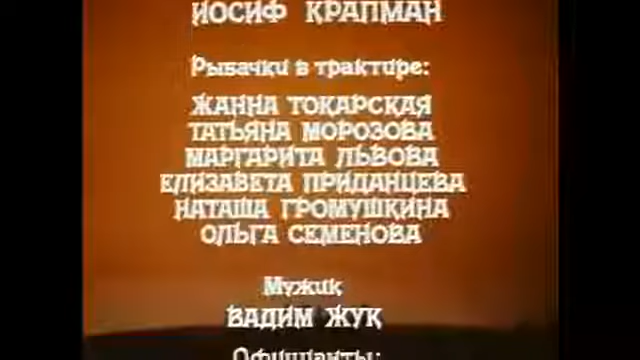 ИОСИФ КРАПМАН
Рыбачки в трактире:
ЖАННА ТОКАРСКАЯ
ТАТЬЯНА МОРОЗОВА
МАРГАРИТА ЛЬВОВА
ЕЛИЗАВЕТА ПРИДАНЦЕВА
НАТАША ГРОМУШКИНА
ОЛЬГА СЕМЕНОВА
Мужик
ВАДИМ ЖУК
Официанты: